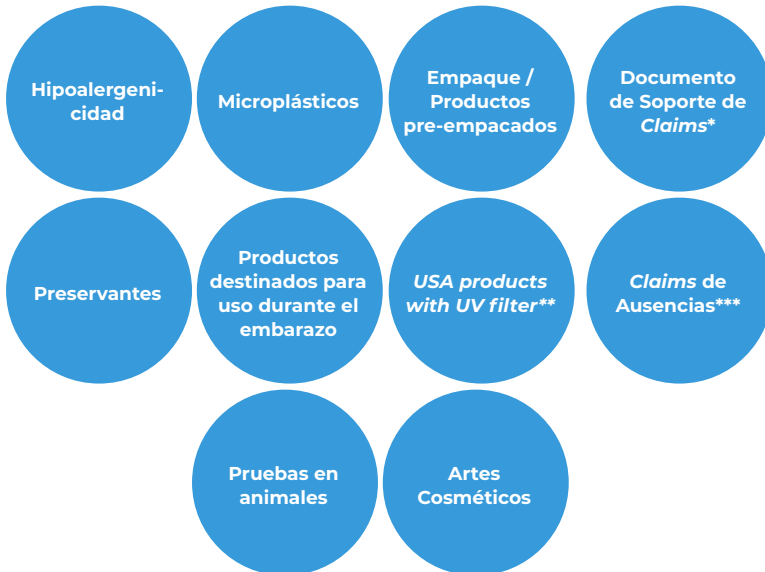 Hipoalergeni-
cidad
Microplásticos
Empaque /
Productos
pre-empacados
Documento
de Soporte de
Claims*
Preservantes
Productos
destinados para
uso durante el
embarazo
USA products
with UV filter**
Claims de
Ausencias***
Pruebas en
animales
Artes
Cosméticos